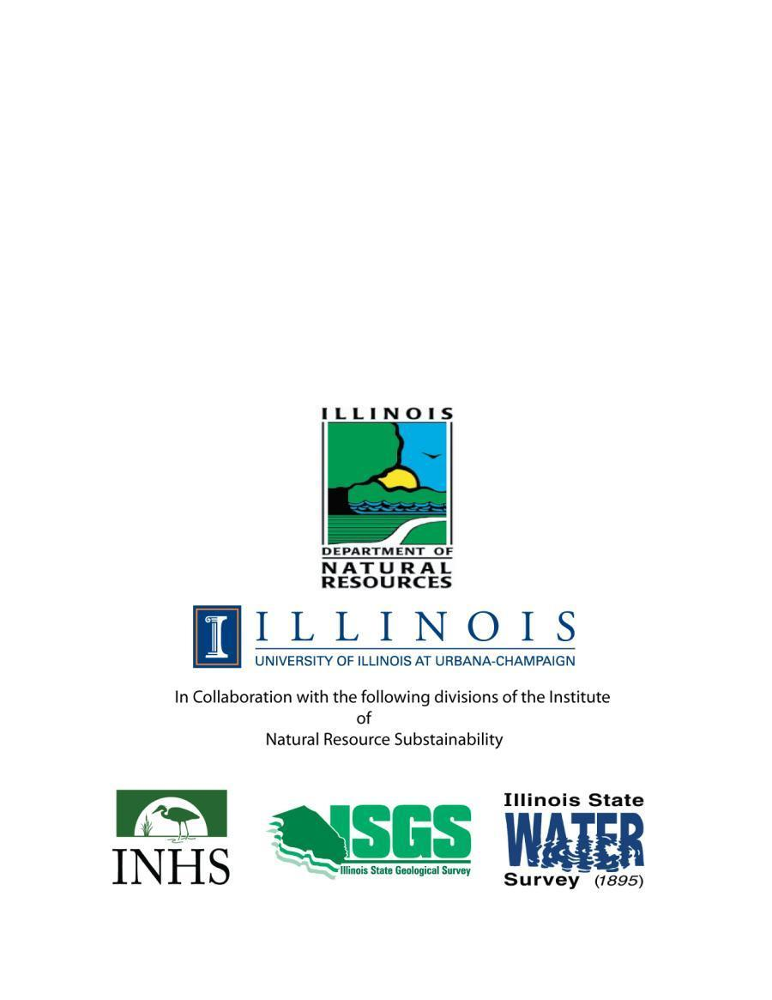 ILLINOIS
DEPARTMENT OF
NATURAL
RESOURCES
I ILLINOIS
UNIVERSITY OF ILLINOIS AT URBANA-CHAMPAIGN
In Collaboration with the following divisions of the Institute
of
Natural Resource Substainability
INHS
ISGS
Illinois State Geological Survey
Illinois State
WATER
Survey (1895)